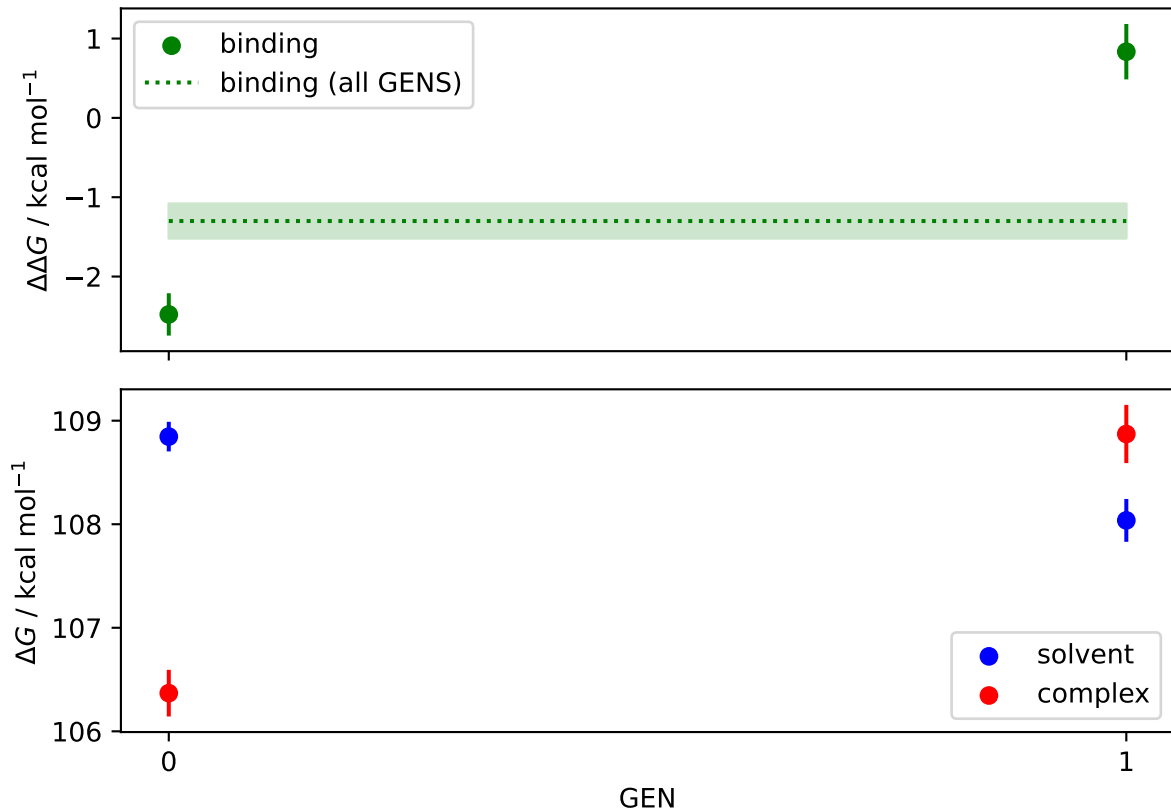 1
0
−1
−2
ΔΔG / kcal mol⁻¹
binding
binding (all GENS)
109
108
107
106
ΔG / kcal mol⁻¹
solvent
complex
0
1
GEN